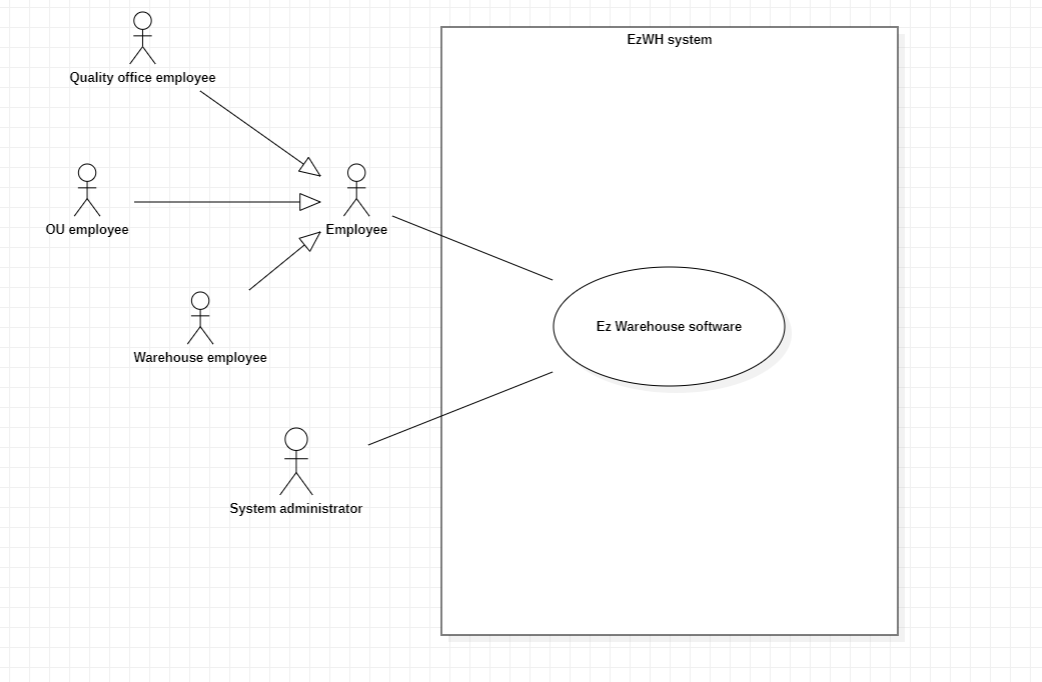 EzWH system
Quality office employee
OU employee
Employee
Ez Warehouse software
Warehouse employee
System administrator